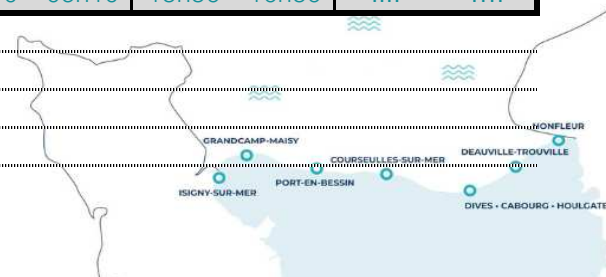 HONFLEUR
GRANDCAMP-MAISY
DEAUVILLE-TROUVILLE
COURSEULLES-SUR-MER
PORT-EN-BESSIN
ISIGNY-SUR-MER
DIVES • CABOURG • HOULGATE